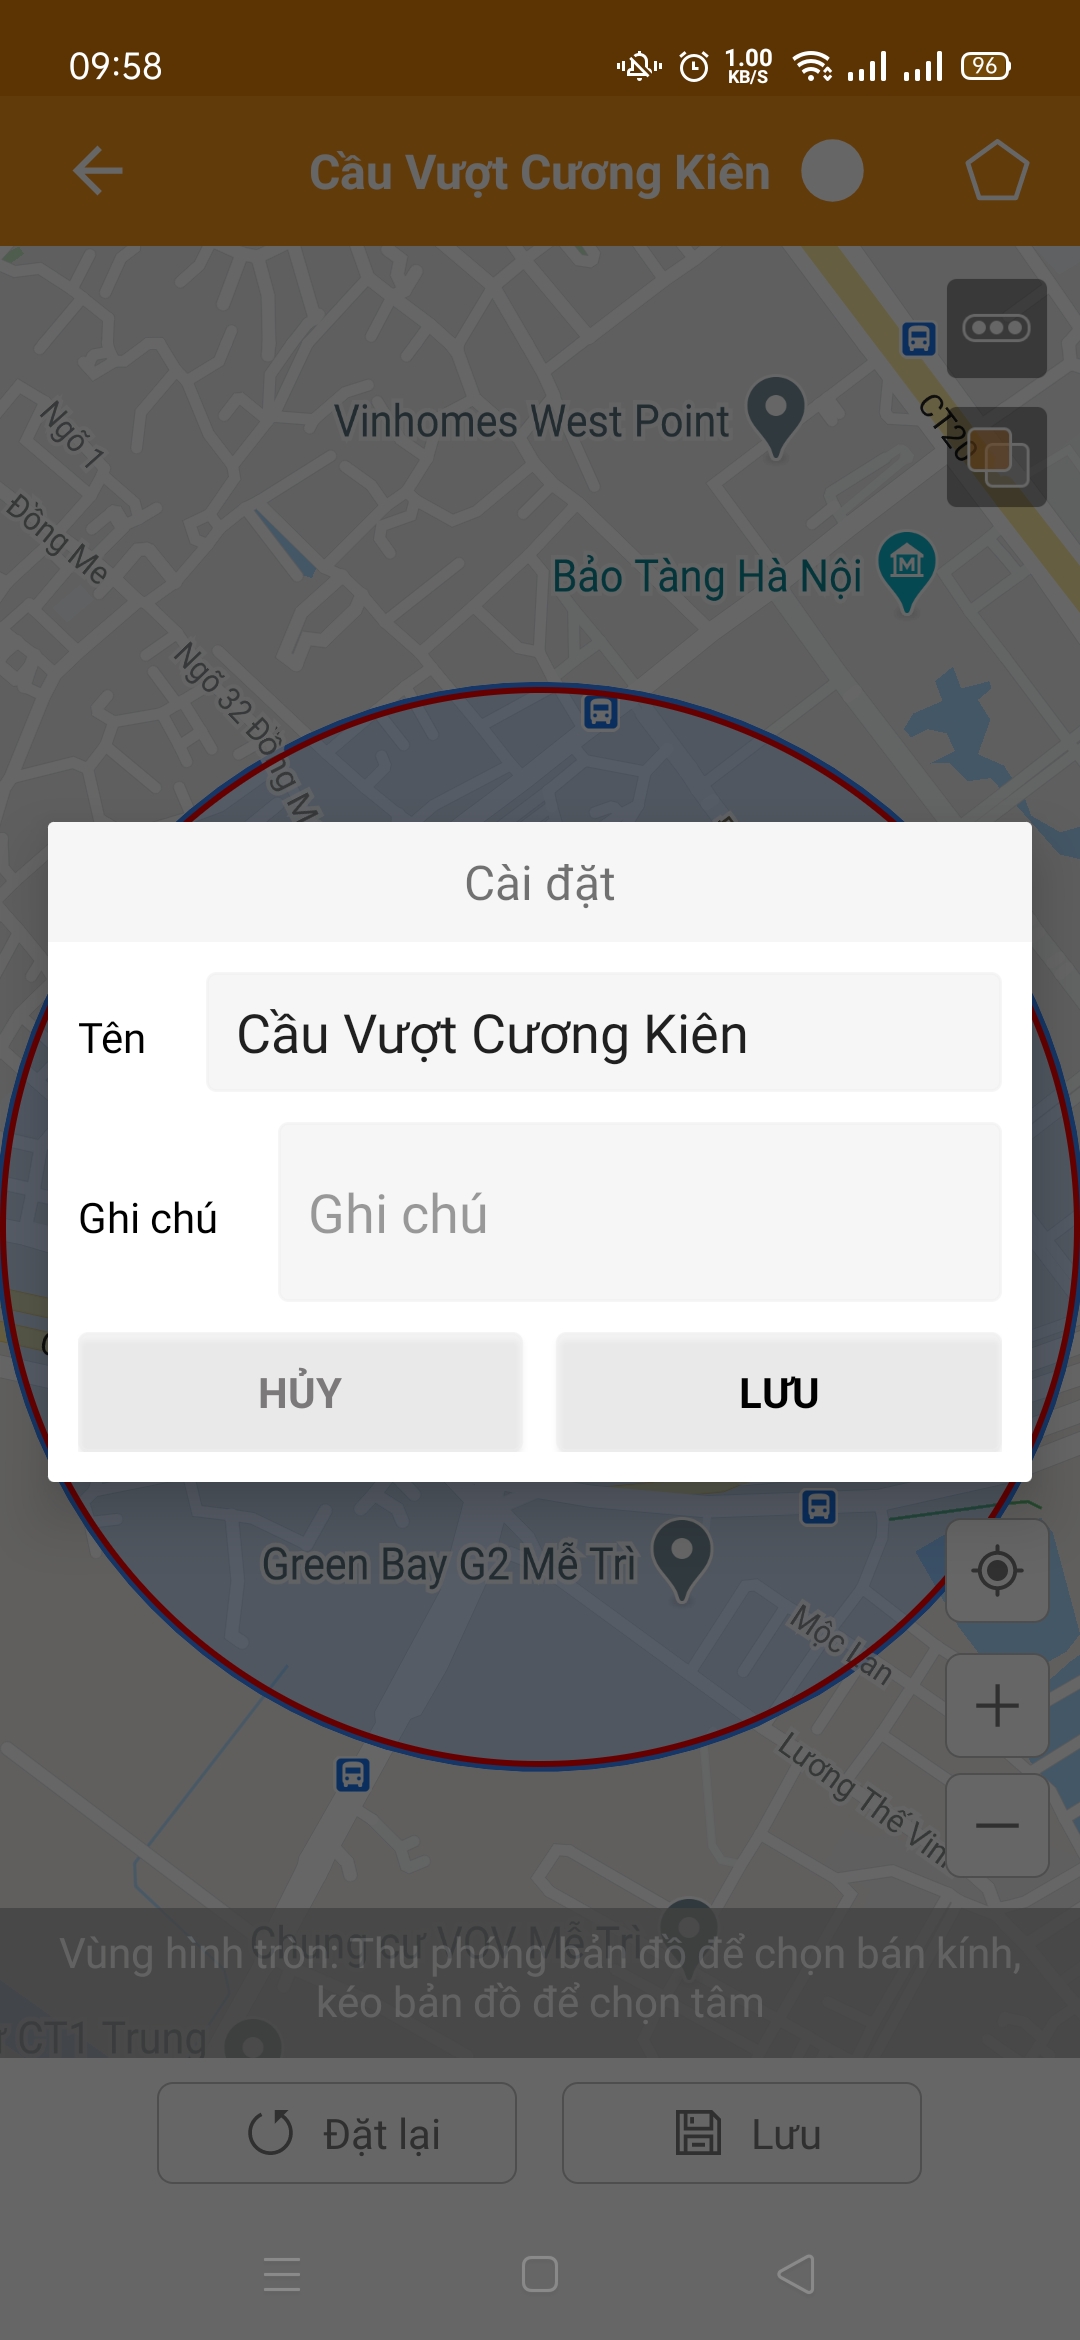 09:58
1.00
KB/S
96
Cầu Vượt Cương Kiên
Vinhomes West Point
CT20
Ngõ 1
Đồng Me
Bảo Tàng Hà Nội
Ngõ 32 Đồng M
Cài đặt
Tên
Cầu Vượt Cương Kiên
Ghi chú
Ghi chú
HỦY
LƯU
Green Bay G2 Mễ Trì
Mộc Lan
Lương Thế Vin
Chung cư VOV Mễ Trì
Vùng hình tròn: Thu phóng bản đồ để chọn bán kính,
kéo bản đồ để chọn tâm
CT1 Trung
Đặt lại
Lưu